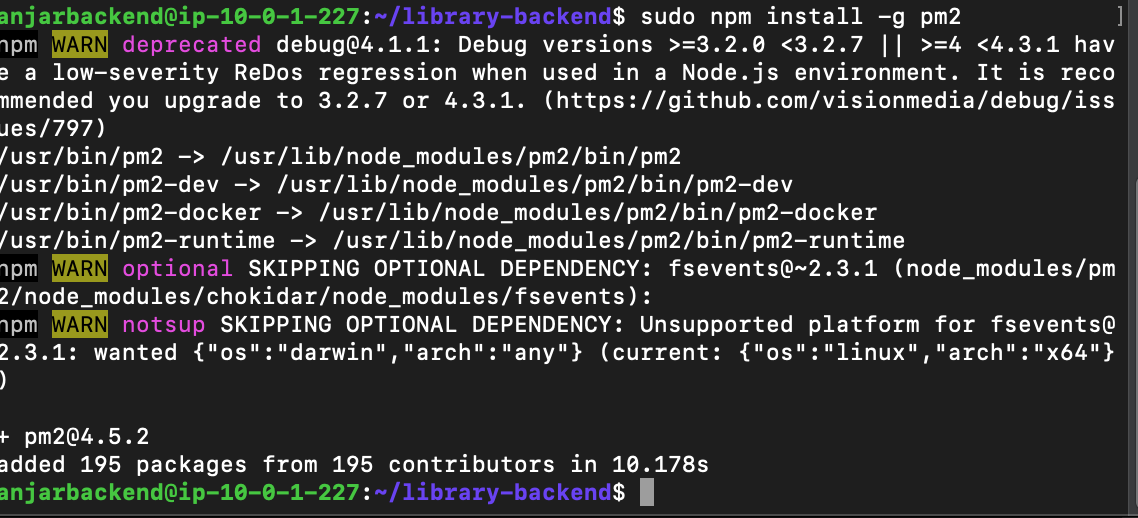 anjarbackend@ip-10-0-1-227:~/library-backend$ sudo npm install -g pm2 ]
npm WARN deprecated debug@4.1.1: Debug versions >=3.2.0 <3.2.7 || >=4 <4.3.1 hav
e a low-severity ReDos regression when used in a Node.js environment. It is reco
mmended you upgrade to 3.2.7 or 4.3.1. (https://github.com/visionmedia/debug/iss
ues/797)
/usr/bin/pm2 -> /usr/lib/node_modules/pm2/bin/pm2
/usr/bin/pm2-dev -> /usr/lib/node_modules/pm2/bin/pm2-dev
/usr/bin/pm2-docker -> /usr/lib/node_modules/pm2/bin/pm2-docker
/usr/bin/pm2-runtime -> /usr/lib/node_modules/pm2/bin/pm2-runtime
npm WARN optional SKIPPING OPTIONAL DEPENDENCY: fsevents@~2.3.1 (node_modules/pm
2/node_modules/chokidar/node_modules/fsevents):
npm WARN notsup SKIPPING OPTIONAL DEPENDENCY: Unsupported platform for fsevents@
2.3.1: wanted {"os":"darwin","arch":"any"} (current: {"os":"linux","arch":"x64"}
)
+ pm2@4.5.2
added 195 packages from 195 contributors in 10.178s
anjarbackend@ip-10-0-1-227:~/library-backend$